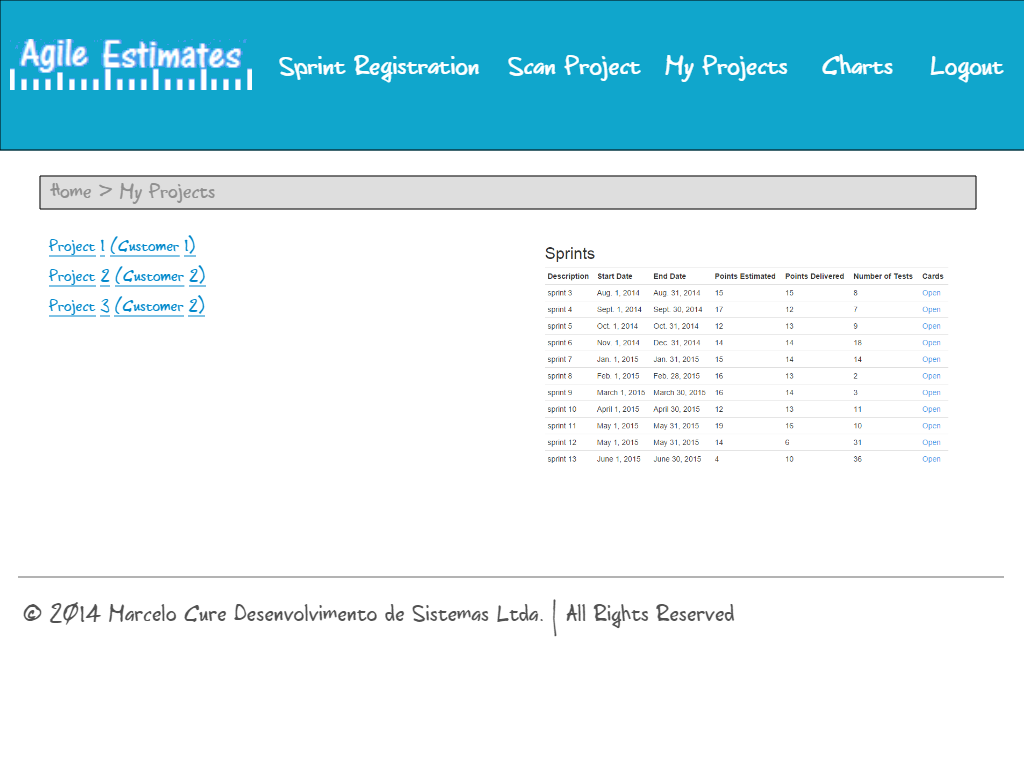 Agile Estimates
Sprint Registration Scan Project My Projects Charts Logout
Home > My Projects
Project 1 (Customer 1)
Project 2 (Customer 2)
Project 3 (Customer 2)
Sprints
Description Start Date End Date Points Estimated Points Delivered Number of Tests Cards
sprint 3 Aug. 1, 2014 Aug. 31, 2014 15 15 8 Open
sprint 4 Sept. 1, 2014 Sept. 30, 2014 17 12 7 Open
sprint 5 Oct. 1, 2014 Oct. 31, 2014 12 13 9 Open
sprint 6 Nov. 1, 2014 Dec. 31, 2014 14 14 18 Open
sprint 7 Jan. 1, 2015 Jan. 31, 2015 15 14 14 Open
sprint 8 Feb. 1, 2015 Feb. 28, 2015 16 13 2 Open
sprint 9 March 1, 2015 March 30, 2015 16 14 3 Open
sprint 10 April 1, 2015 April 30, 2015 12 13 11 Open
sprint 11 May 1, 2015 May 31, 2015 19 15 10 Open
sprint 12 May 1, 2015 May 31, 2015 14 6 31 Open
sprint 13 June 1, 2015 June 30, 2015 4 10 36 Open
© 2014 Marcelo Cure Desenvolvimento de Sistemas Ltda. | All Rights Reserved